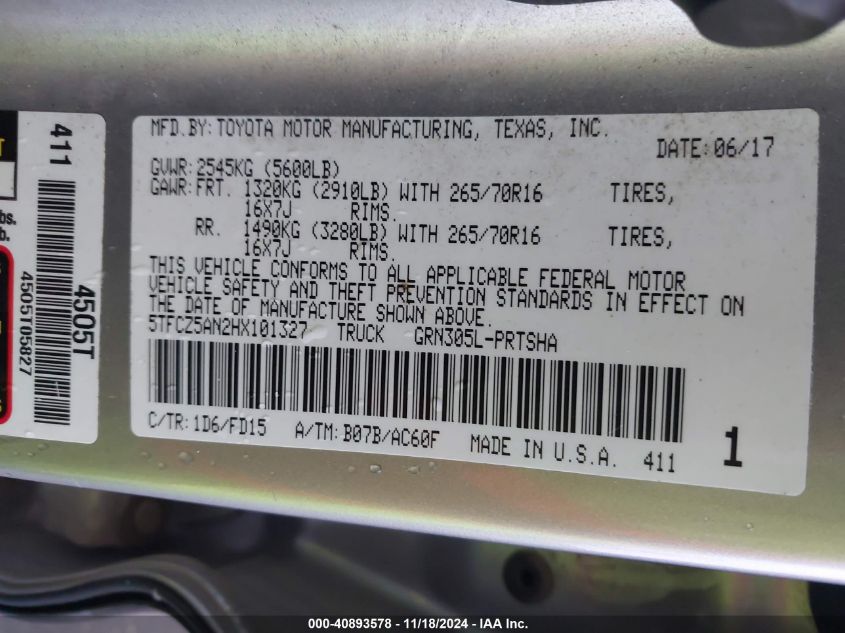 411
4505T
4505T05827
bs.
b.
MFD.BY:TOYOTA MOTOR MANUFACTURING, TEXAS, INC.
DATE:06/17
GVWR:2545KG (5600LB)
GAWR:FRT. 1320KG (2910LB) WITH 265/70R16 TIRES,
16X7J RIMS.
RR. 1490KG (3280LB) WITH 265/70R16 TIRES,
16X7J RIMS.
THIS VEHICLE CONFORMS TO ALL APPLICABLE FEDERAL MOTOR
VEHICLE SAFETY AND THEFT PREVENTION STANDARDS IN EFFECT ON
THE DATE OF MANUFACTURE SHOWN ABOVE.
5TFCZ5AN2HX101327 TRUCK GRN305L-PRTSHA
C/TR:1D6/FD15 A/TM:B07B/AC60F MADE IN U.S.A. 411
1
000-40893578 - 11/18/2024 - IAA Inc.